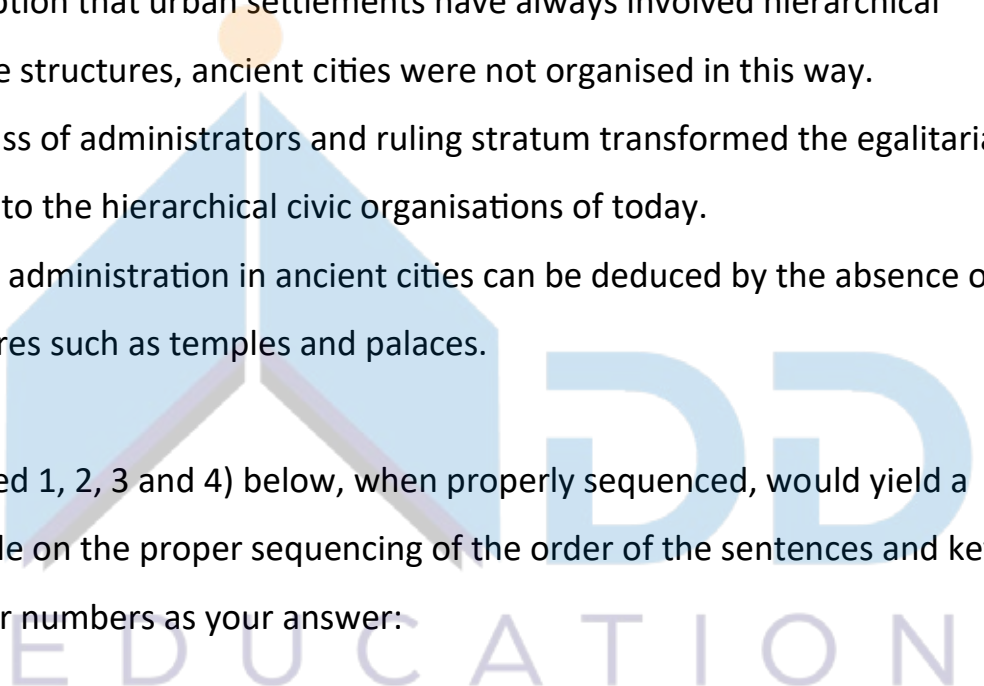 ption that urban settlements have always involved hierarchical
e structures, ancient cities were not organised in this way.
ss of administrators and ruling stratum transformed the egalitaria
to the hierarchical civic organisations of today.
administration in ancient cities can be deduced by the absence o
res such as temples and palaces.
ed 1, 2, 3 and 4) below, when properly sequenced, would yield a
le on the proper sequencing of the order of the sentences and ke
r numbers as your answer:
DD
EDUCATION